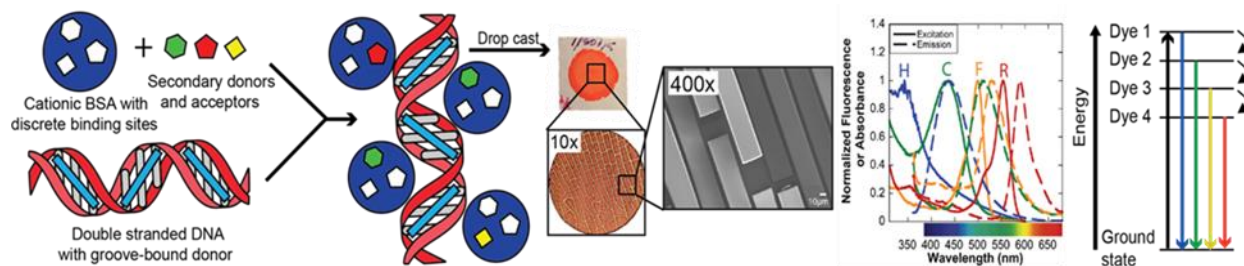 Cationic BSA with
discrete binding sites
+
Secondary donors
and acceptors
Double stranded DNA
with groove-bound donor
Drop cast
10x
400x
10µm
Normalized Fluorescence
or Absorbance
1.4
1.2
1
0.8
0.6
0.4
0.2
0
Excitation
Emission
H
C
F
R
350
450
550
650
Wavelength (nm)
Energy
Dye 1
Dye 2
Dye 3
Dye 4
Ground
state